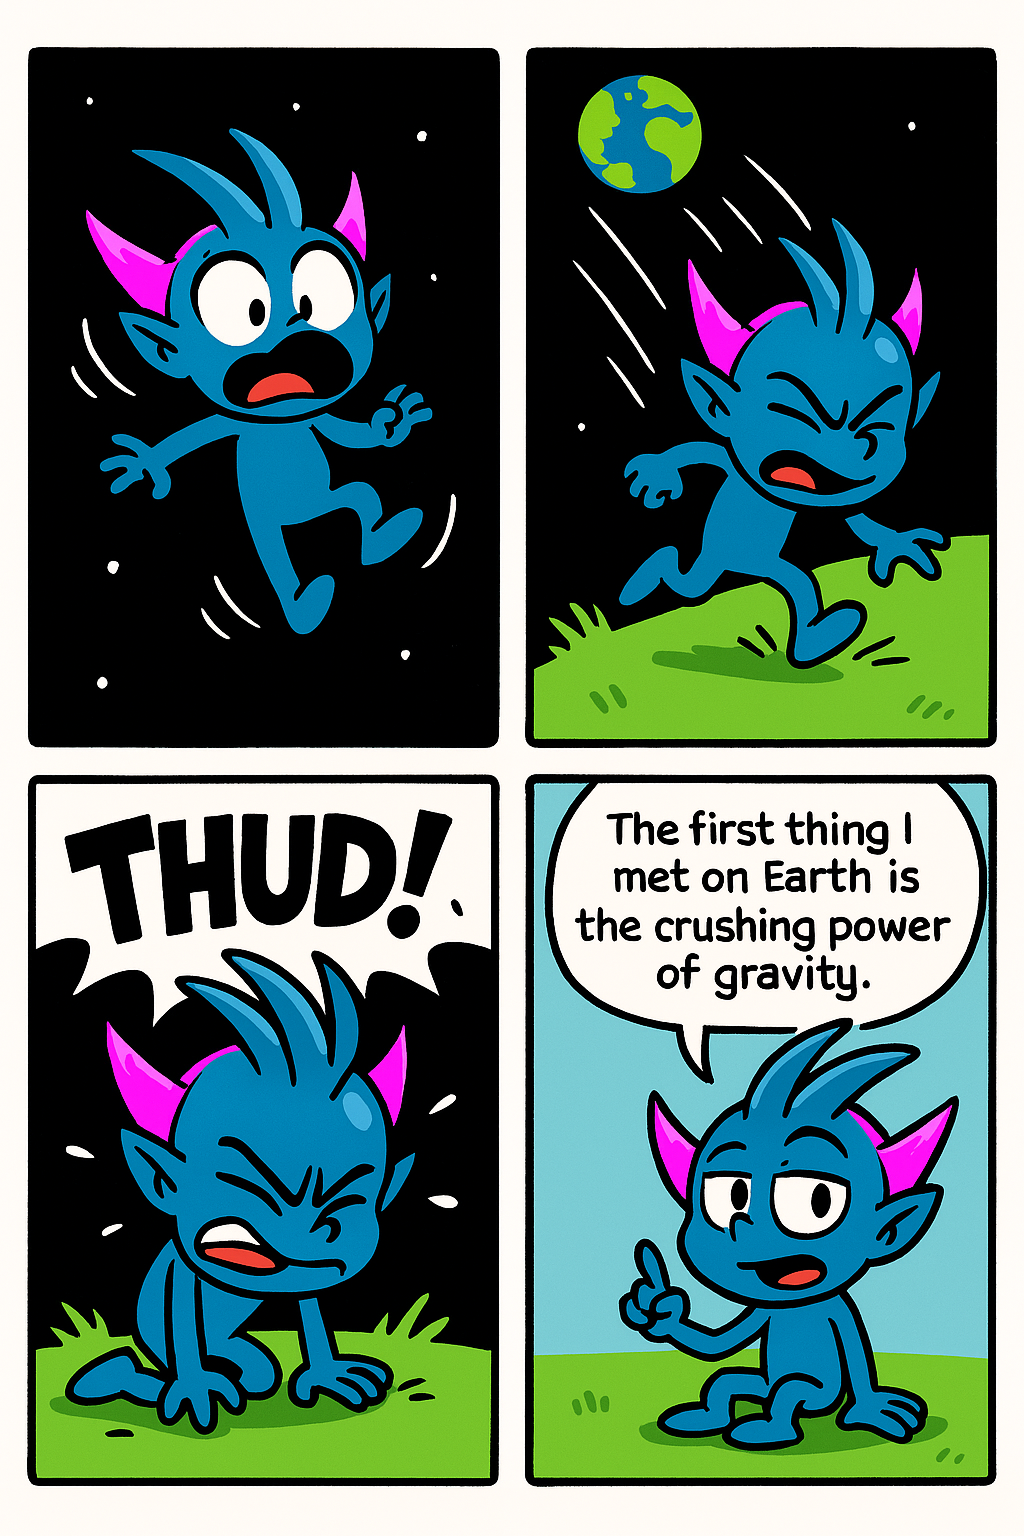 THUD!
The first thing I
met on Earth is
the crushing power
of gravity.